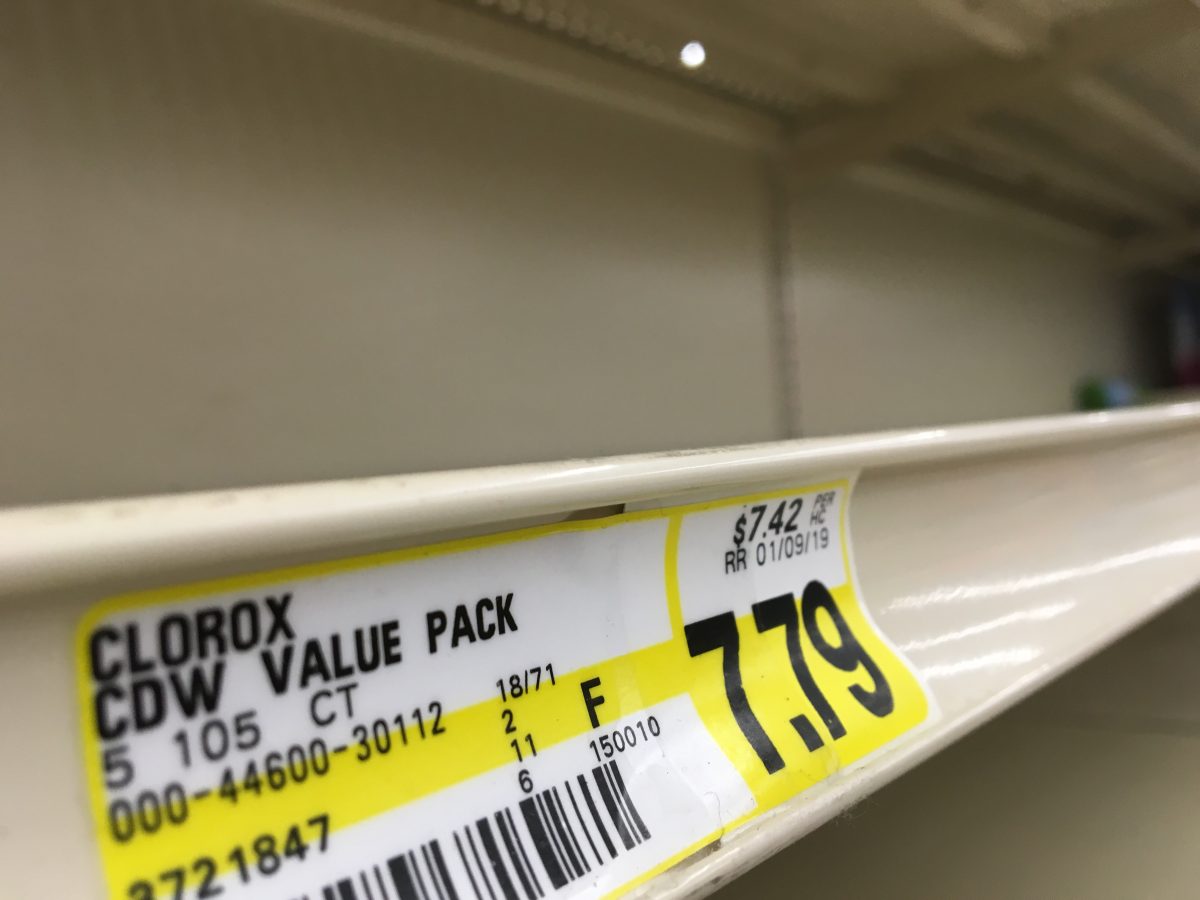 CLOROX
CDW VALUE PACK
5 105 CT
000-44600-30112
18/71
2
11
6
F
150010
3721847
$7.42 PER HC
RR 01/09/19
7.79